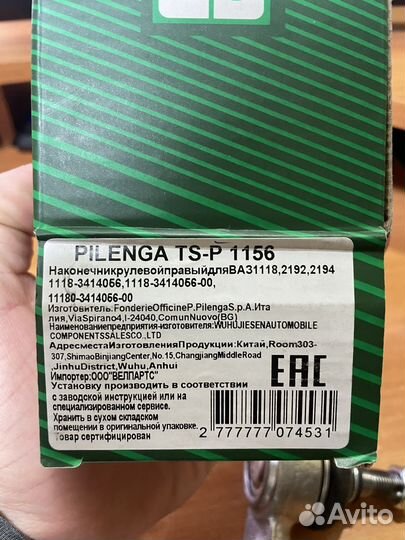 PILENGA TS-P 1156
НаконечникрулевойправыйдляВАЗ1118,2192,2194
1118-3414056,1118-3414056-00,
11180-3414056-00
Изготовитель.FonderieOfficineP.PilengaS.p.A.Ита
лия,ViaSpirano4,I-24040,ComunNuovo(BG)
Наименованиепредприятия-изготовителя:WUHUJIESENAUTOMOBILE
COMPONENTSSALESCO.,LTD
АдресместаИзготовленияПродукции:Китай,Room303-
307,ShimaoBinjiangCenter,No.15,ChangjiangMiddleRoad
,JinhuDistrict,Wuhu,Anhui
Импортер:ООО"ВЕЛПАРТС"
Установку производить в соответствии
с заводской инструкцией или на
специализированном сервисе.
Хранить в сухом складском
помещении в оригинальной упаковке.
Товар сертифицирован
EAC
2 777777 074531
Avito